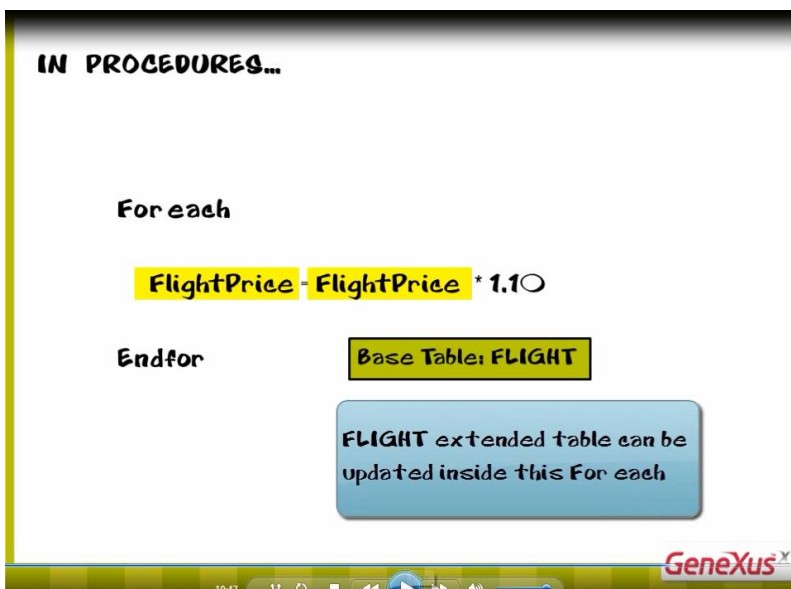 IN PROCEDURES...
For each
FlightPrice = FlightPrice * 1.10
Endfor
Base Table: FLIGHT
FLIGHT extended table can be
updated inside this For each
GeneXus X